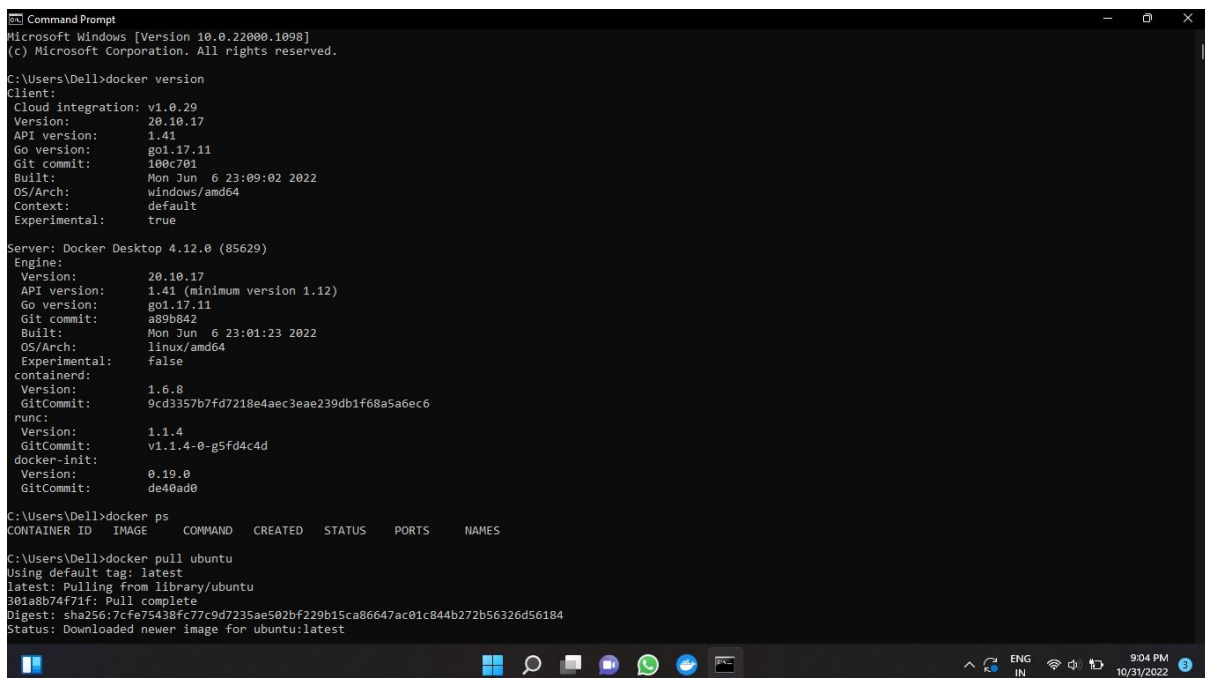 Command Prompt
Microsoft Windows [Version 10.0.22000.1098]
(c) Microsoft Corporation. All rights reserved.
C:\Users\Dell>docker version
Client:
Cloud integration: v1.0.29
Version: 20.10.17
API version: 1.41
Go version: go1.17.11
Git commit: 100c701
Built: Mon Jun 6 23:09:02 2022
OS/Arch: windows/amd64
Context: default
Experimental: true
Server: Docker Desktop 4.12.0 (85629)
Engine:
Version: 20.10.17
API version: 1.41 (minimum version 1.12)
Go version: go1.17.11
Git commit: a89b842
Built: Mon Jun 6 23:01:23 2022
OS/Arch: linux/amd64
Experimental: false
containerd:
Version: 1.6.8
GitCommit: 9cd3357b7fd7218e4aec3eae239db1f68a5a6ec6
runc:
Version: 1.1.4
GitCommit: v1.1.4-0-g5fd4c4d
docker-init:
Version: 0.19.0
GitCommit: de40ad0
C:\Users\Dell>docker ps
CONTAINER ID IMAGE COMMAND CREATED STATUS PORTS NAMES
C:\Users\Dell>docker pull ubuntu
Using default tag: latest
latest: Pulling from library/ubuntu
301a8b74f71f: Pull complete
Digest: sha256:7cfe75438fc77c9d7235ae502bf229b15ca86647ac01c844b272b56326d56184
Status: Downloaded newer image for ubuntu:latest
ENG
IN
9:04 PM
10/31/2022
3